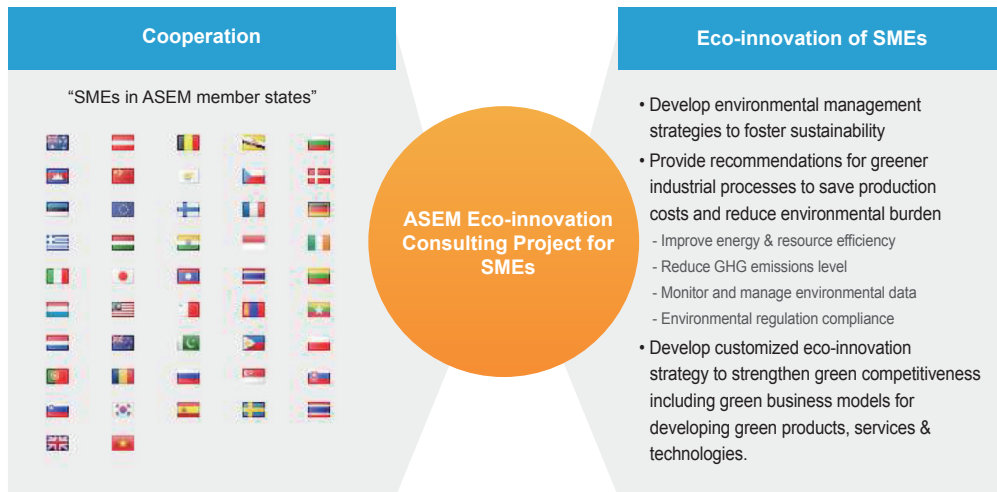 Cooperation
“SMEs in ASEM member states”
ASEM Eco-innovation
Consulting Project for
SMEs
Eco-innovation of SMEs
• Develop environmental management
strategies to foster sustainability
• Provide recommendations for greener
industrial processes to save production
costs and reduce environmental burden
- Improve energy & resource efficiency
- Reduce GHG emissions level
- Monitor and manage environmental data
- Environmental regulation compliance
• Develop customized eco-innovation
strategy to strengthen green competitiveness
including green business models for
developing green products, services &
technologies.